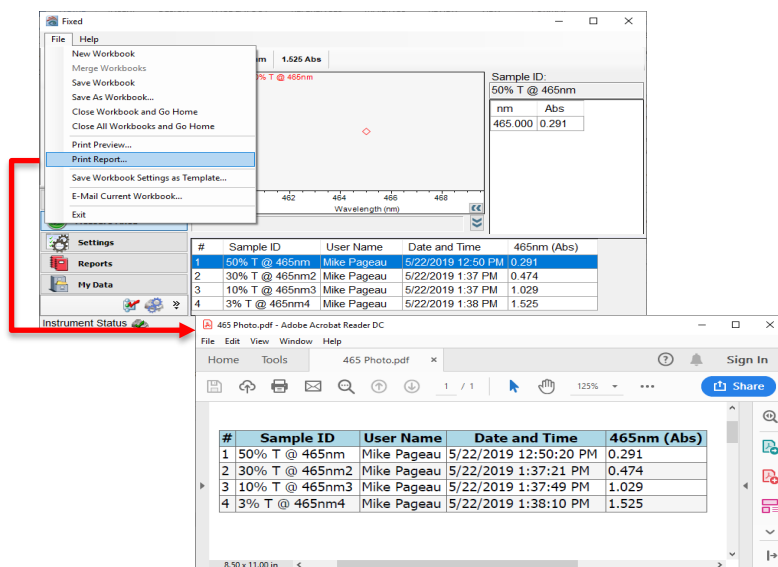 Fixed
File Help
New Workbook
Merge Workbooks
Save Workbook
Save As Workbook...
Close Workbook and Go Home
Close All Workbooks and Go Home
Print Preview...
Print Report...
Save Workbook Settings as Template...
E-Mail Current Workbook...
Exit
1.525 Abs
% T @ 465nm
Sample ID:
50% T @ 465nm
nm Abs
465.000 0.291
462 464 466 468
Wavelength (nm)
Settings
Reports
My Data
Instrument Status
# Sample ID User Name Date and Time 465nm (Abs)
1 50% T @ 465nm Mike Pageau 5/22/2019 12:50 PM 0.291
2 30% T @ 465nm2 Mike Pageau 5/22/2019 1:37 PM 0.474
3 10% T @ 465nm3 Mike Pageau 5/22/2019 1:37 PM 1.029
4 3% T @ 465nm4 Mike Pageau 5/22/2019 1:38 PM 1.525
465 Photo.pdf - Adobe Acrobat Reader DC
File Edit View Window Help
Home Tools 465 Photo.pdf × Sign In
1 / 1 125% Share
# Sample ID User Name Date and Time 465nm (Abs)
1 50% T @ 465nm Mike Pageau 5/22/2019 12:50:20 PM 0.291
2 30% T @ 465nm2 Mike Pageau 5/22/2019 1:37:21 PM 0.474
3 10% T @ 465nm3 Mike Pageau 5/22/2019 1:37:49 PM 1.029
4 3% T @ 465nm4 Mike Pageau 5/22/2019 1:38:10 PM 1.525
8.50 x 11.00 in